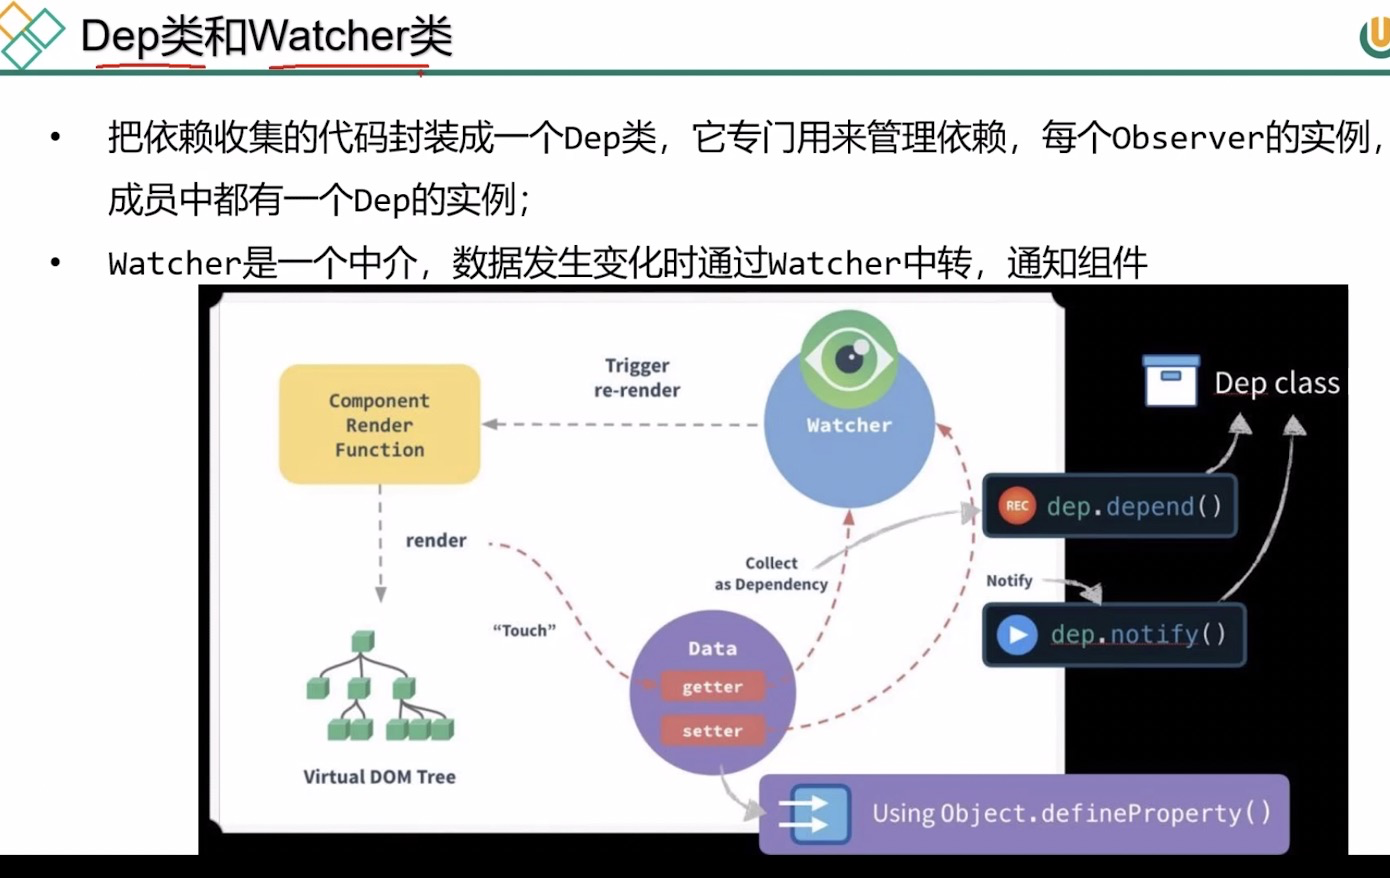 Dep类和Watcher类
• 把依赖收集的代码封装成一个Dep类，它专门用来管理依赖，每个Observer的实例，
成员中都有一个Dep的实例；
• Watcher是一个中介，数据发生变化时通过Watcher中转，通知组件
Trigger
re-render
Component
Render
Function
Watcher
Dep class
REC dep.depend()
render
Collect
as Dependency
Notify
"Touch"
dep.notify()
Data
getter
setter
Virtual DOM Tree
Using Object.defineProperty()